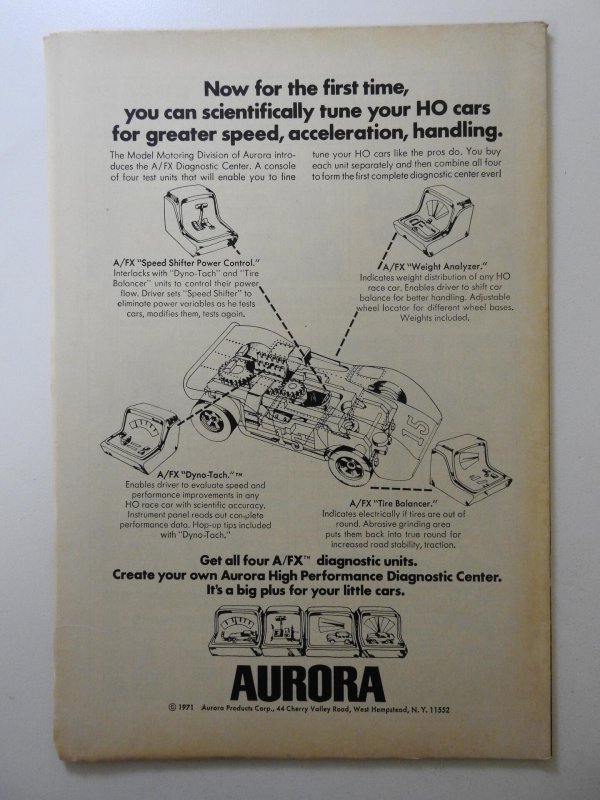 Now for the first time,
you can scientifically tune your HO cars
for greater speed, acceleration, handling.
The Model Motoring Division of Aurora intro-
duces the A/FX Diagnostic Center. A console
of four test units that will enable you to fine
tune your HO cars like the pros do. You buy
each unit separately and then combine all four
to form the first complete diagnostic center ever!
A/FX "Speed Shifter Power Control."
Interlocks with "Dyno-Tach" and "Tire
Balancer" units to control their power
flow. Driver sets "Speed Shifter" to
eliminate power variables as he tests
cars, modifies them, tests again.
A/FX "Weight Analyzer."
Indicates weight distribution of any HO
race car. Enables driver to shift car
balance for better handling. Adjustable
wheel locator for different wheel bases.
Weights included.
15
A/FX "Dyno-Tach."™
Enables driver to evaluate speed and
performance improvements in any
HO race car with scientific accuracy.
Instrument panel reads out complete
performance data. Hop-up tips included
with "Dyno-Tach."
A/FX "Tire Balancer."
Indicates electrically if tires are out of
round. Abrasive grinding area
puts them back into true round for
increased road stability, traction.
Get all four A/FX™ diagnostic units.
Create your own Aurora High Performance Diagnostic Center.
It's a big plus for your little cars.
AURORA
© 1971 Aurora Products Corp., 44 Cherry Valley Road, West Hempstead, N. Y. 11552